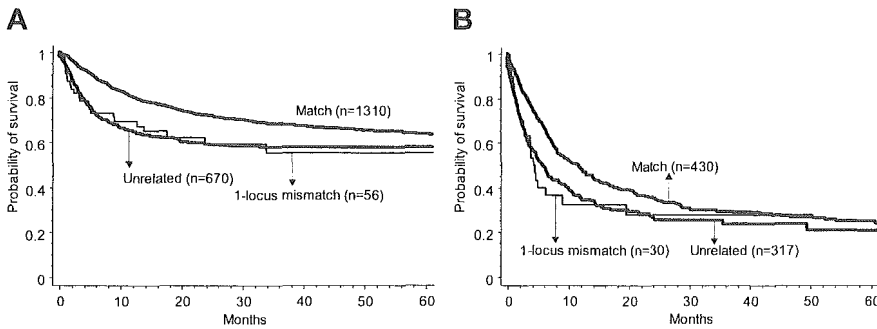 A
Probability of survival
1
0.8
0.6
0.4
0.2
0
Match (n=1310)
Unrelated (n=670)
1-locus mismatch (n=56)
0 10 20 30 40 50 60
Months
B
Probability of survival
1
0.8
0.6
0.4
0.2
0
Match (n=430)
1-locus mismatch (n=30)
Unrelated (n=317)
0 10 20 30 40 50 60
Months